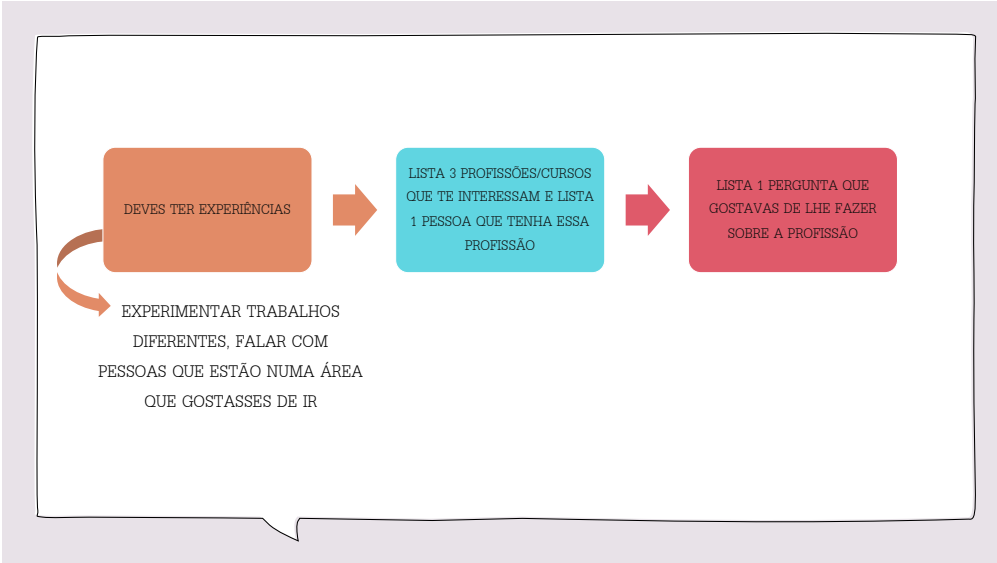 DEVES TER EXPERIÊNCIAS
LISTA 3 PROFISSÕES/CURSOS
QUE TE INTERESSAM E LISTA
1 PESSOA QUE TENHA ESSA
PROFISSÃO
LISTA 1 PERGUNTA QUE
GOSTAVAS DE LHE FAZER
SOBRE A PROFISSÃO
EXPERIMENTAR TRABALHOS
DIFERENTES, FALAR COM
PESSOAS QUE ESTÃO NUMA ÁREA
QUE GOSTASSES DE IR